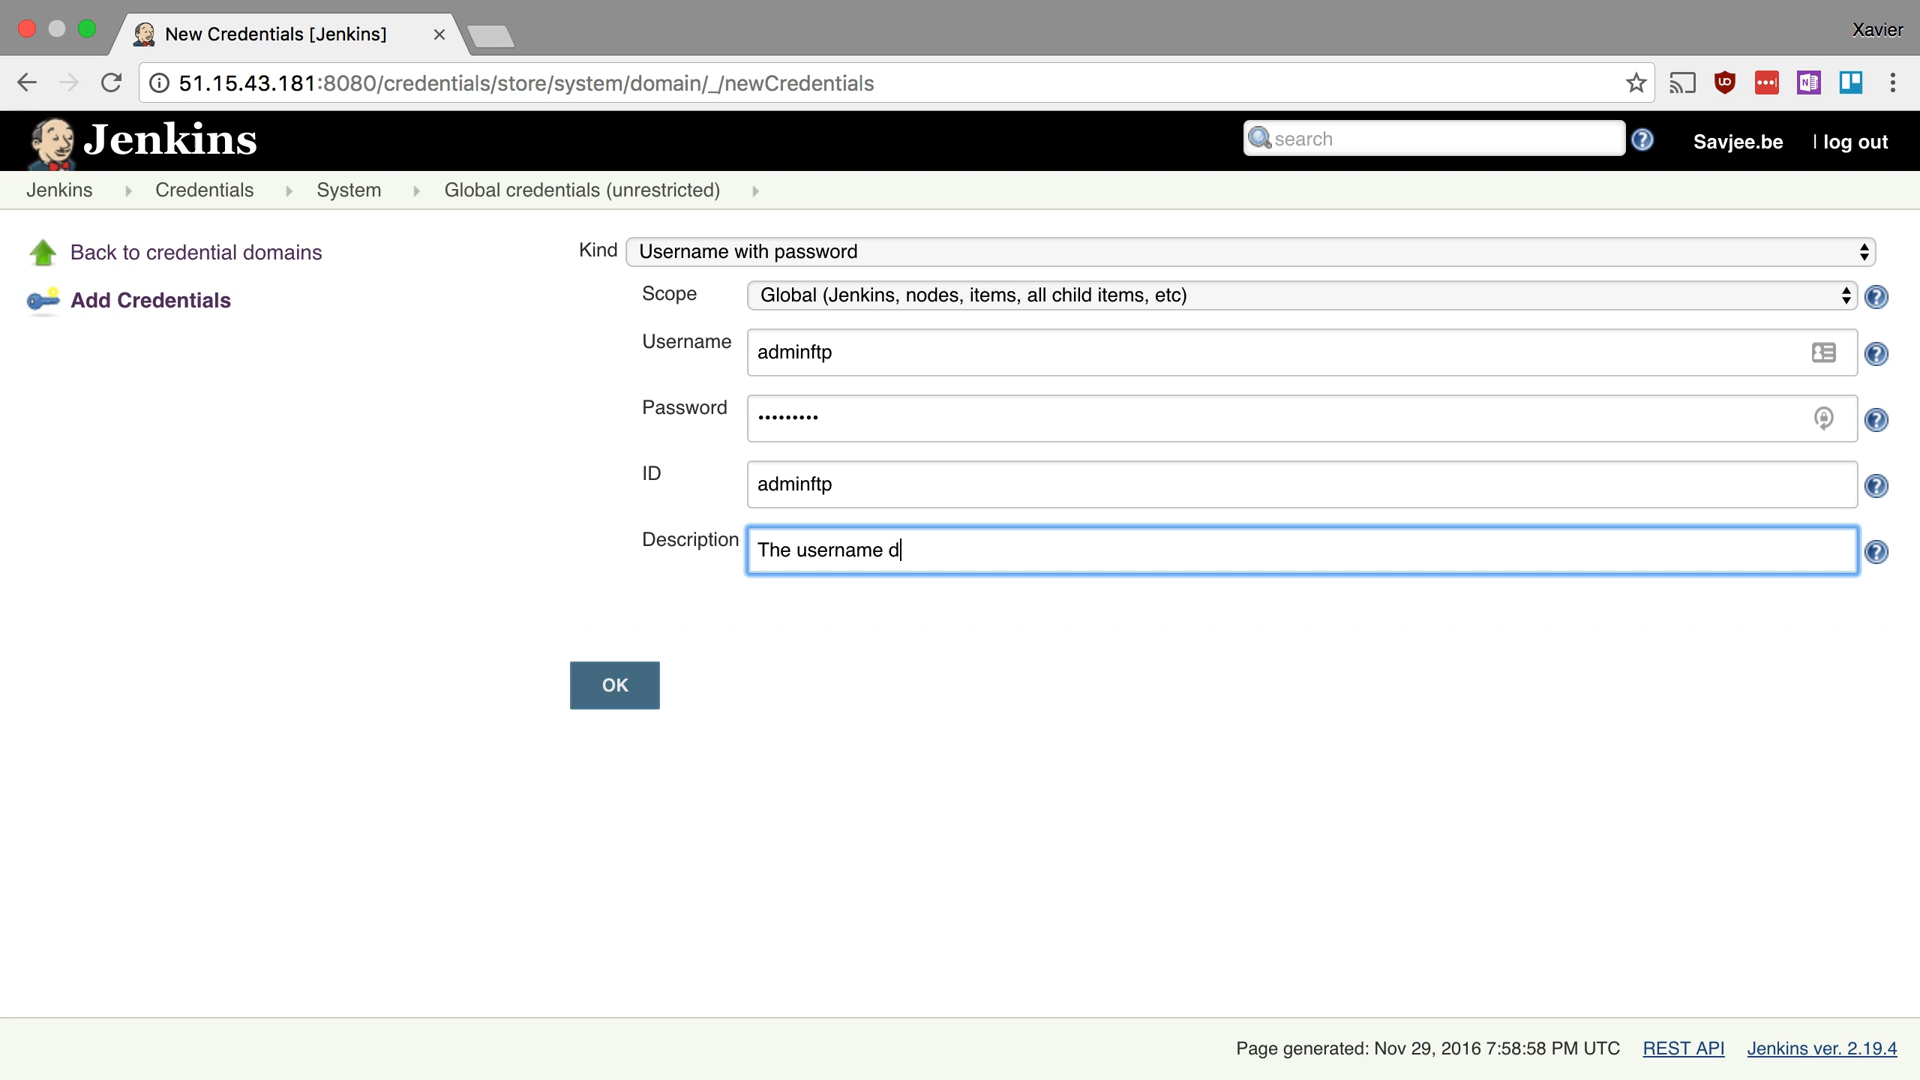 New Credentials [Jenkins]
Xavier
51.15.43.181:8080/credentials/store/system/domain/_/newCredentials
Jenkins
search
Savjee.be
| log out
Jenkins
Credentials
System
Global credentials (unrestricted)
Back to credential domains
Add Credentials
Kind
Username with password
Scope
Global (Jenkins, nodes, items, all child items, etc)
Username
adminftp
Password
•••••••••
ID
adminftp
Description
The username d
OK
Page generated: Nov 29, 2016 7:58:58 PM UTC
REST API
Jenkins ver. 2.19.4